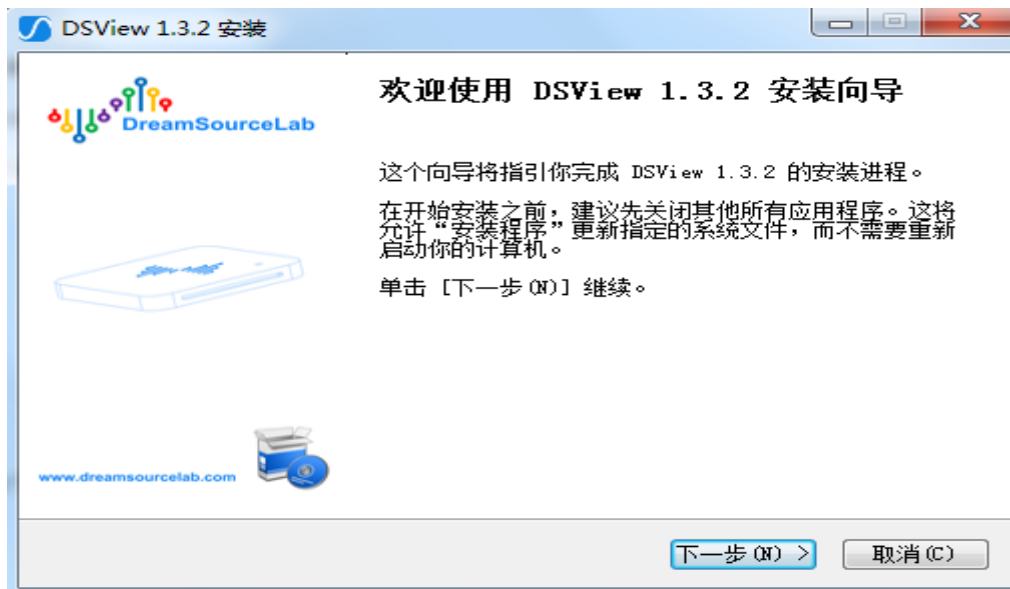 DSView 1.3.2 安装
DreamSourceLab
欢迎使用 DSView 1.3.2 安装向导
这个向导将指引你完成 DSView 1.3.2 的安装进程。
在开始安装之前，建议先关闭其他所有应用程序。这将
允许“安装程序”更新指定的系统文件，而不需要重新
启动你的计算机。
单击 [下一步(N)] 继续。
www.dreamsourcelab.com
下一步(N) >
取消(C)